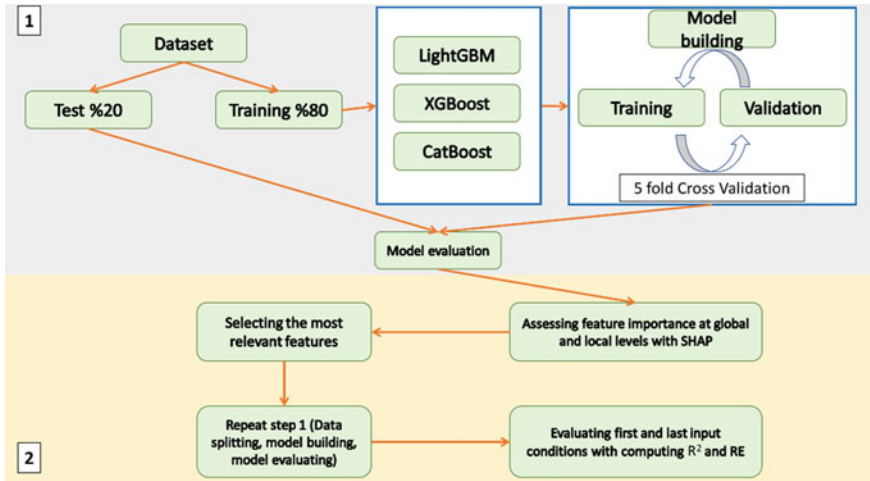 1
Dataset
Test %20
Training %80
LightGBM
XGBoost
CatBoost
Model
building
Training
Validation
5 fold Cross Validation
Model evaluation
Assessing feature importance at global
and local levels with SHAP
Selecting the most
relevant features
Repeat step 1 (Data
splitting, model building,
model evaluating)
Evaluating first and last input
conditions with computing R² and RE
2